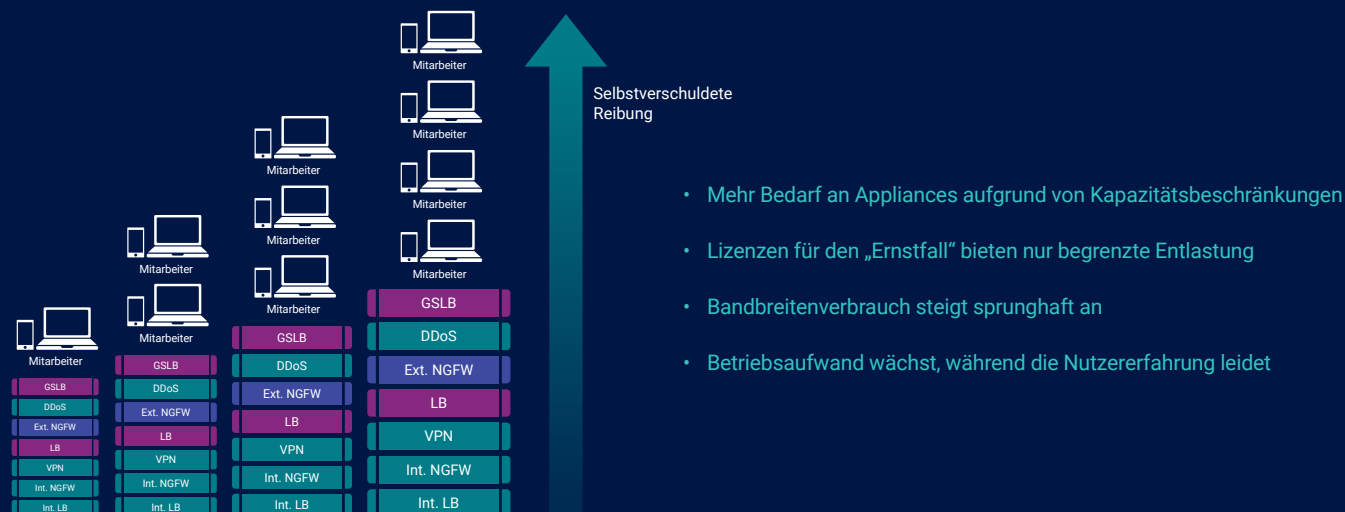 Mitarbeiter
GSLB
DDoS
Ext. NGFW
LB
VPN
Int. NGFW
Int. LB
Mitarbeiter
Mitarbeiter
GSLB
DDoS
Ext. NGFW
LB
VPN
Int. NGFW
Int. LB
Mitarbeiter
Mitarbeiter
Mitarbeiter
GSLB
DDoS
Ext. NGFW
LB
VPN
Int. NGFW
Int. LB
Mitarbeiter
Mitarbeiter
Mitarbeiter
Mitarbeiter
GSLB
DDoS
Ext. NGFW
LB
VPN
Int. NGFW
Int. LB
Selbstverschuldete
Reibung
• Mehr Bedarf an Appliances aufgrund von Kapazitätsbeschränkungen
• Lizenzen für den „Ernstfall“ bieten nur begrenzte Entlastung
• Bandbreitenverbrauch steigt sprunghaft an
• Betriebsaufwand wächst, während die Nutzererfahrung leidet